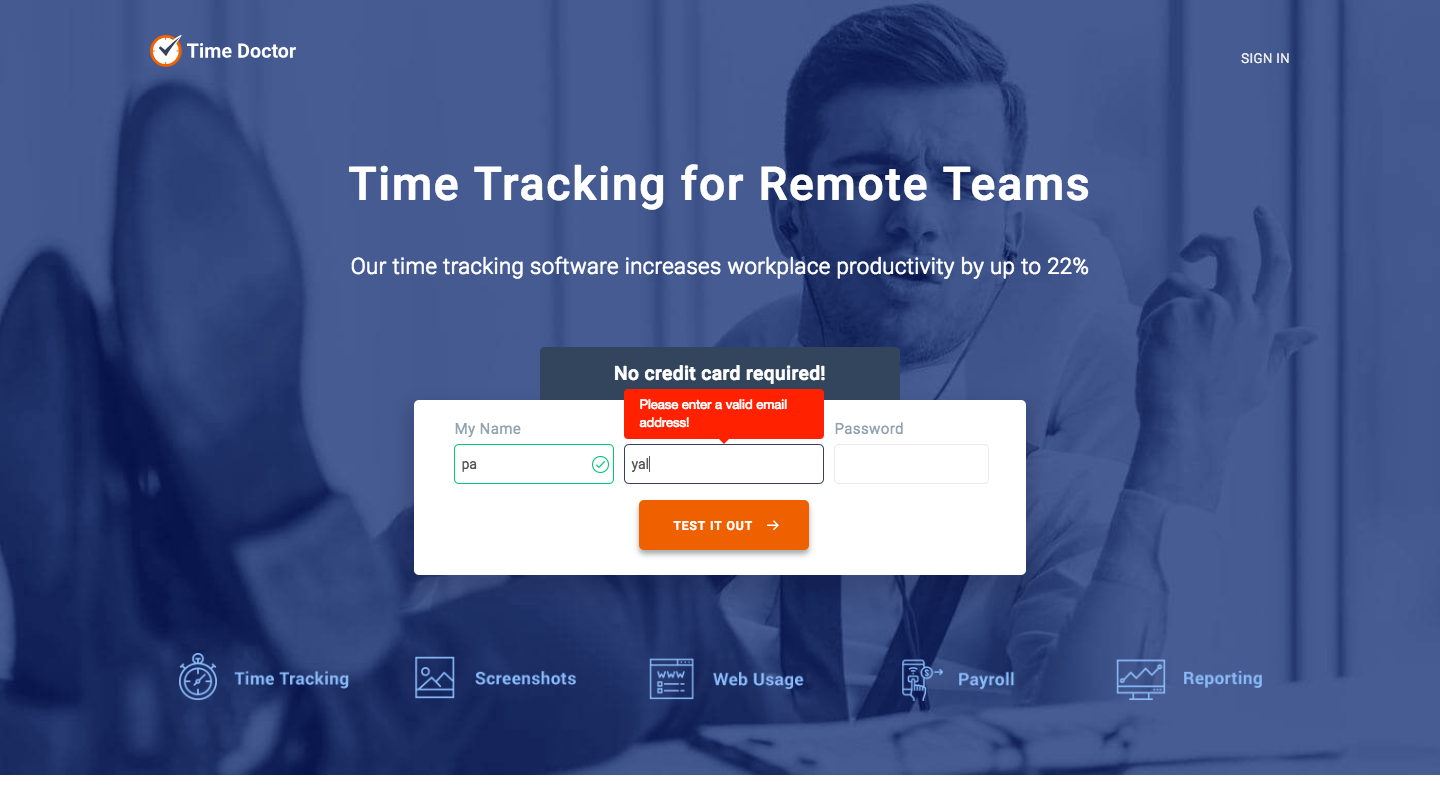 Time Doctor
SIGN IN
Time Tracking for Remote Teams
Our time tracking software increases workplace productivity by up to 22%
No credit card required!
Please enter a valid email
address!
My Name
Password
pa
yal
TEST IT OUT
Time Tracking
Screenshots
WWW
Web Usage
$
Payroll
Reporting